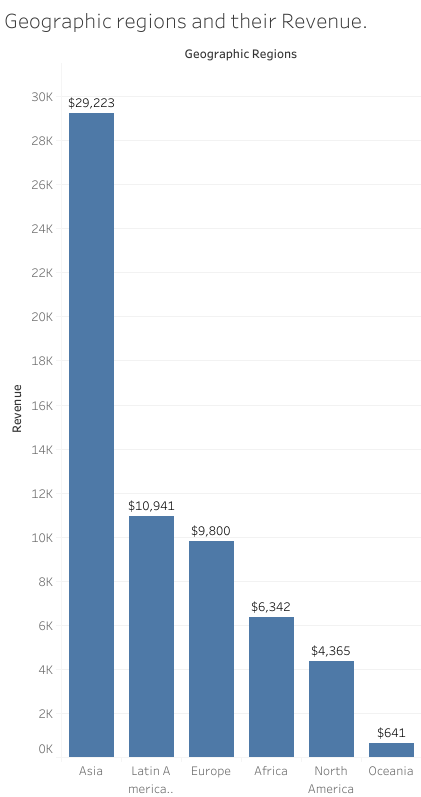 Geographic regions and their Revenue.
Geographic Regions
30K
28K
26K
24K
22K
20K
18K
16K
14K
12K
10K
8K
6K
4K
2K
0K
Revenue
$29,223
$10,941
$9,800
$6,342
$4,365
$641
Asia
Latin A
merica..
Europe
Africa
North
America
Oceania